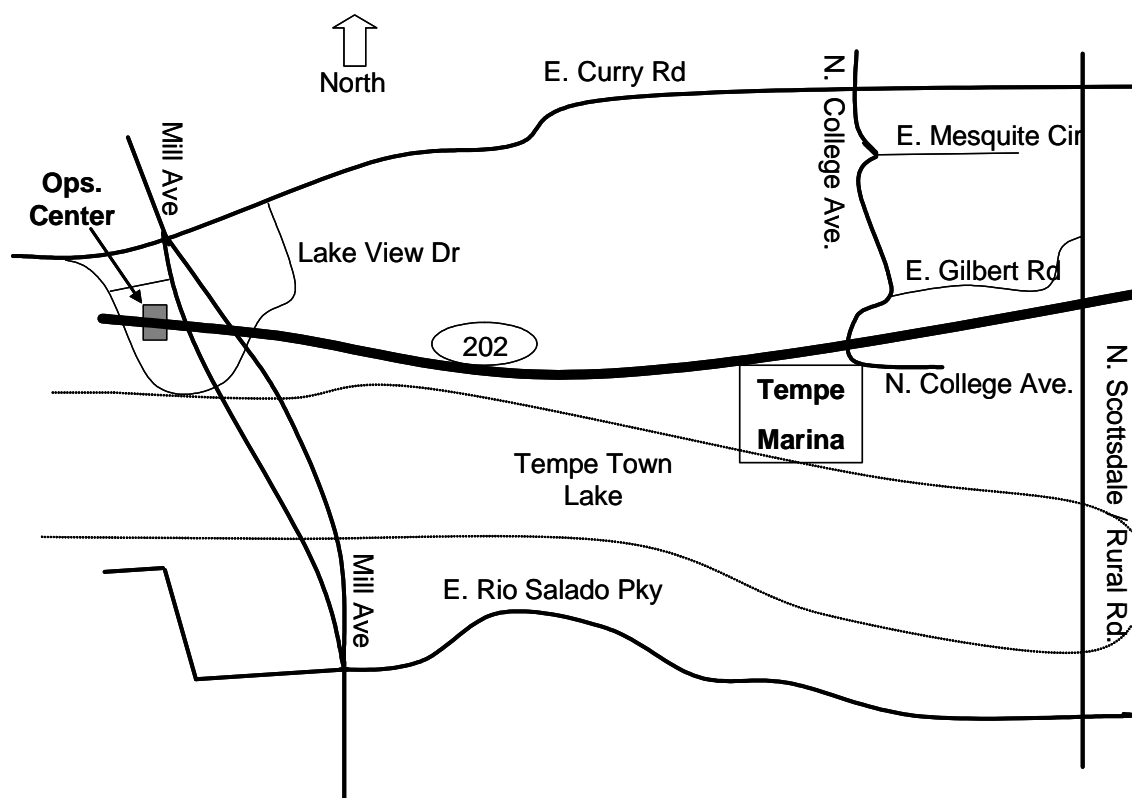 North
E. Curry Rd
N. College Ave.
E. Mesquite Cir
Mill Ave
Ops.
Center
Lake View Dr
E. Gilbert Rd
202
N. College Ave.
Tempe
Marina
N. Scottsdale / Rural Rd.
Tempe Town
Lake
Mill Ave
E. Rio Salado Pky